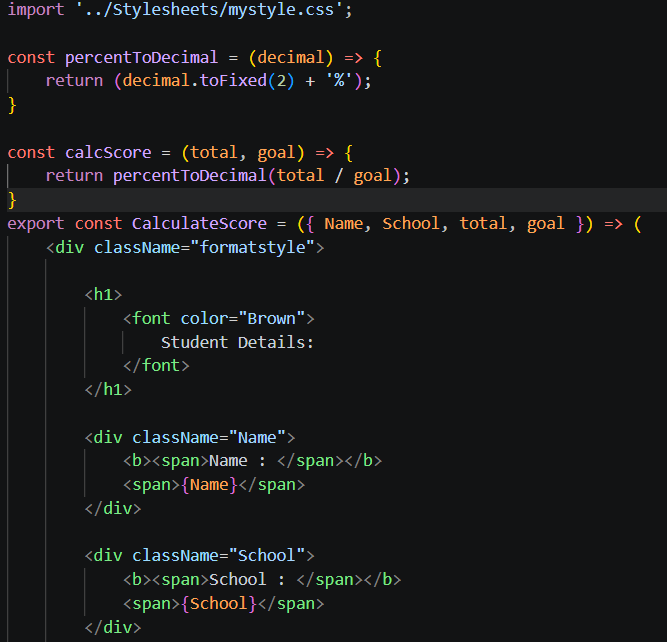 import '../Stylesheets/mystyle.css';
const percentToDecimal = (decimal) => {
return (decimal.toFixed(2) + '%');
}
const calcScore = (total, goal) => {
return percentToDecimal(total / goal);
}
export const CalculateScore = ({ Name, School, total, goal }) => (
<div className="formatstyle">
<h1>
<font color="Brown">
Student Details:
</font>
</h1>
<div className="Name">
<b><span>Name : </span></b>
<span>{Name}</span>
</div>
<div className="School">
<b><span>School : </span></b>
<span>{School}</span>
</div>